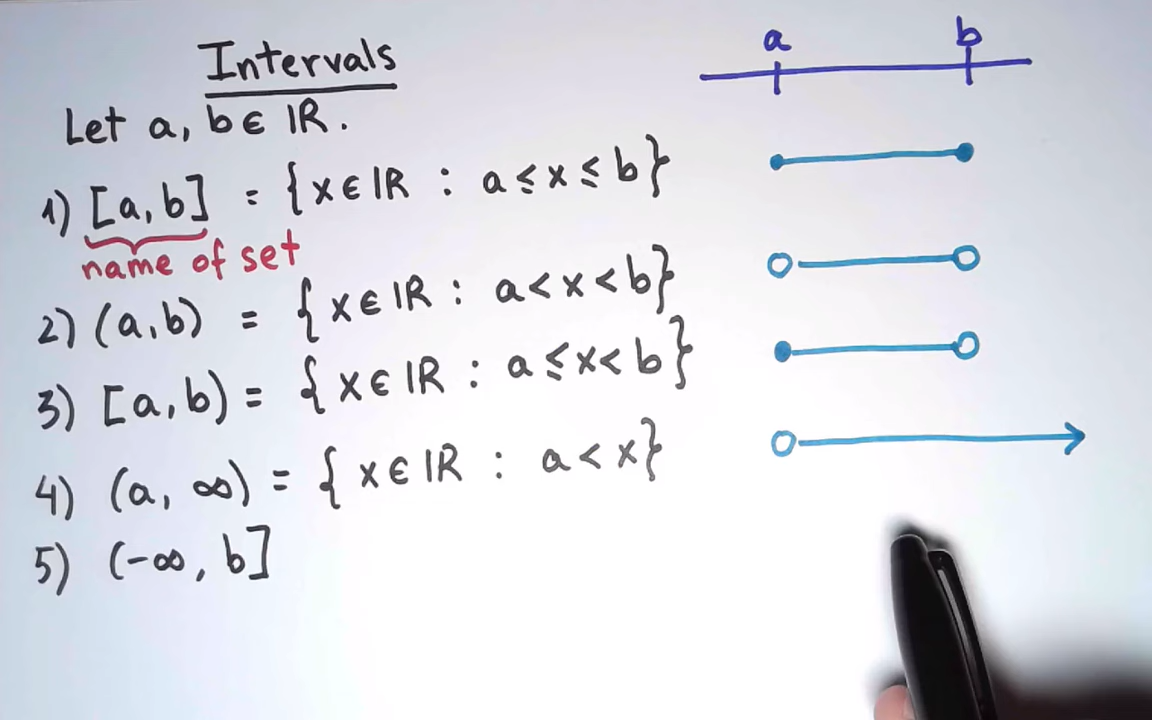 Intervals
a b
Let a, b ∈ ℝ.
1) [a, b] = {x ∈ ℝ : a ≤ x ≤ b}
name of set
2) (a, b) = {x ∈ ℝ : a < x < b}
3) [a, b) = {x ∈ ℝ : a ≤ x < b}
4) (a, ∞) = {x ∈ ℝ : a < x}
5) (-∞, b]